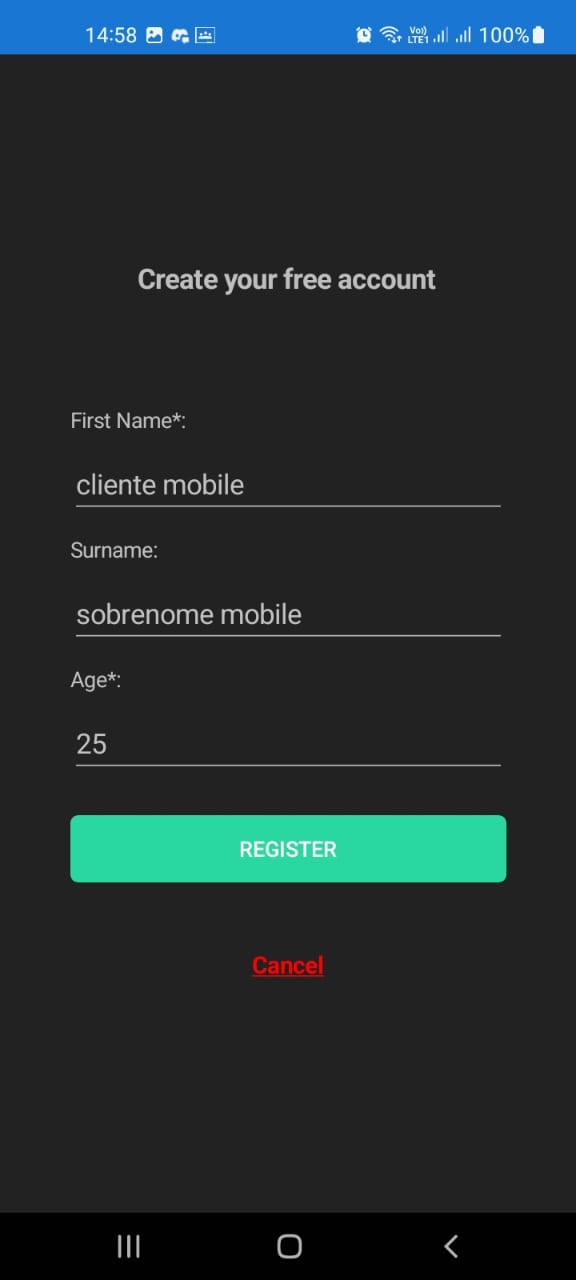 14:58 Vo)) LTE1 100%
Create your free account
First Name*:
cliente mobile
Surname:
sobrenome mobile
Age*:
25
REGISTER
Cancel